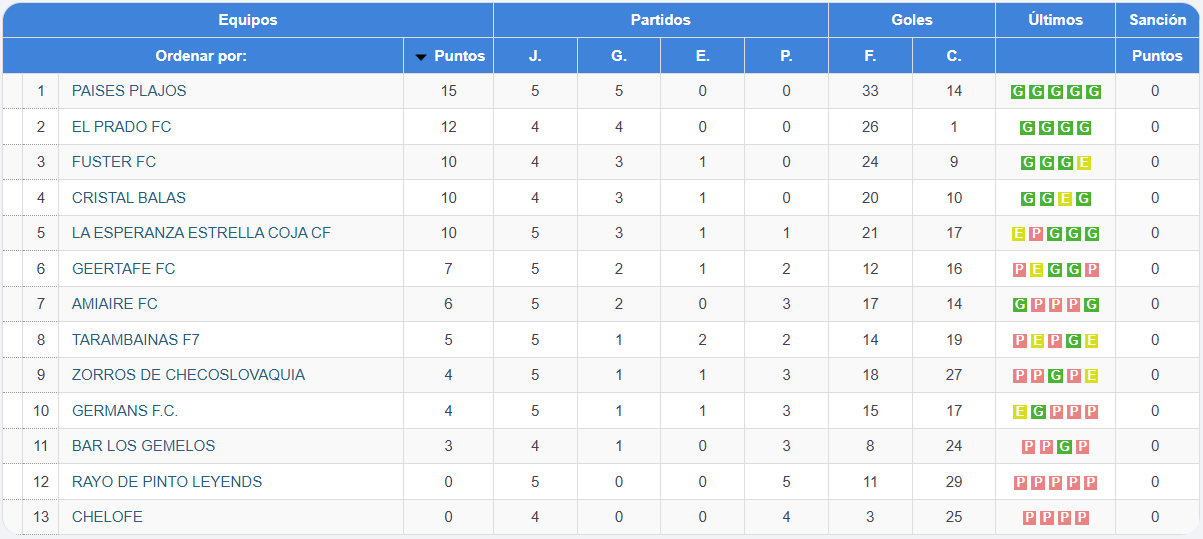 Equipos Partidos Goles Últimos Sanción
Ordenar por: Puntos J. G. E. P. F. C. Puntos
1 PAISES PLAJOS 15 5 5 0 0 33 14 G G G G G 0
2 EL PRADO FC 12 4 4 0 0 26 1 G G G G 0
3 FUSTER FC 10 4 3 1 0 24 9 G G G E 0
4 CRISTAL BALAS 10 4 3 1 0 20 10 G G E G 0
5 LA ESPERANZA ESTRELLA COJA CF 10 5 3 1 1 21 17 E P G G G 0
6 GEERTAFE FC 7 5 2 1 2 12 16 P E G G P 0
7 AMIAIRE FC 6 5 2 0 3 17 14 G P P P G 0
8 TARAMBAINAS F7 5 5 1 2 2 14 19 P E P G E 0
9 ZORROS DE CHECOSLOVAQUIA 4 5 1 1 3 18 27 P P G P E 0
10 GERMANS F.C. 4 5 1 1 3 15 17 E G P P P 0
11 BAR LOS GEMELOS 3 4 1 0 3 8 24 P P G P 0
12 RAYO DE PINTO LEYENDS 0 5 0 0 5 11 29 P P P P P 0
13 CHELOFE 0 4 0 0 4 3 25 P P P P 0